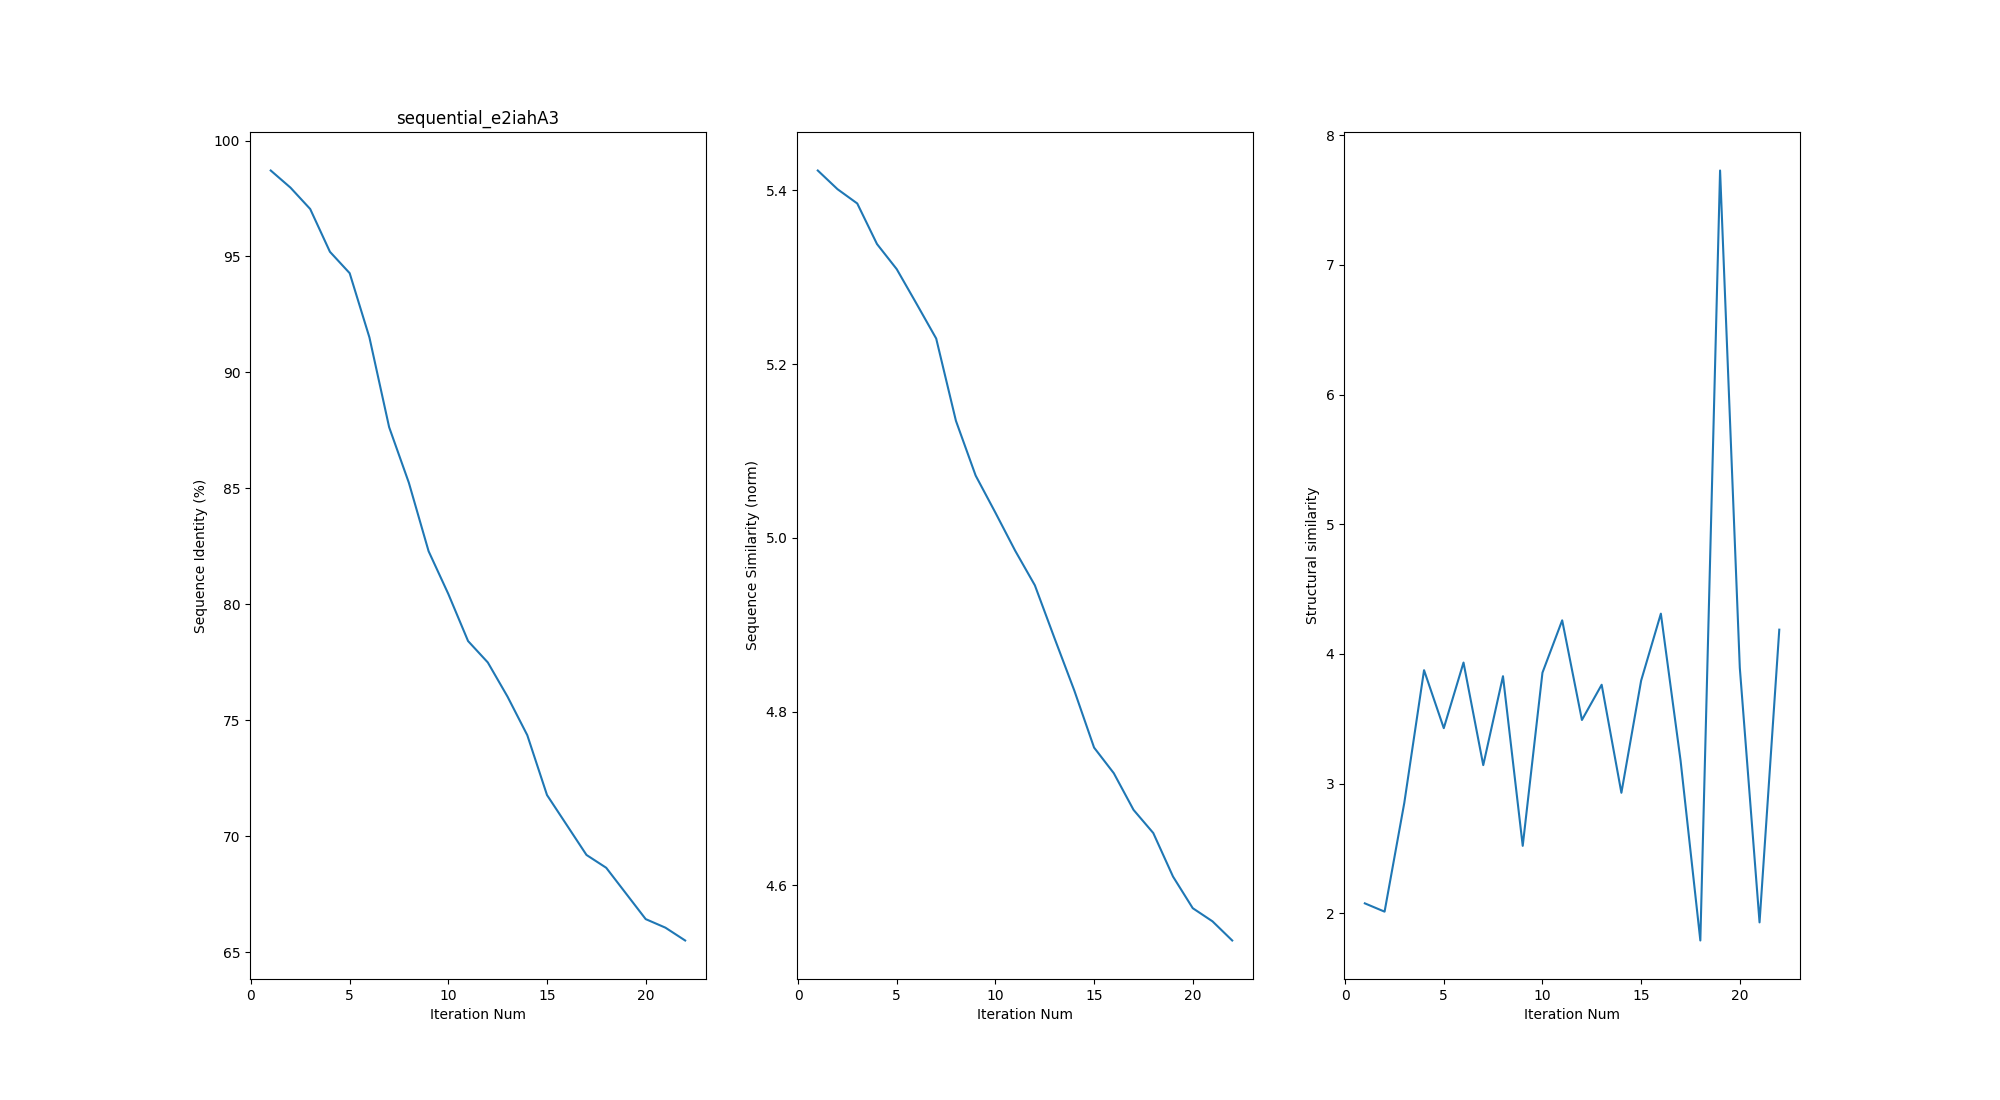 sequential_e2iahA3
100
95
90
85
80
75
70
65
Sequence Identity (%)
0 5 10 15 20
Iteration Num
5.4
5.2
5.0
4.8
4.6
Sequence Similarity (norm)
0 5 10 15 20
Iteration Num
8
7
6
5
4
3
2
Structural similarity
0 5 10 15 20
Iteration Num